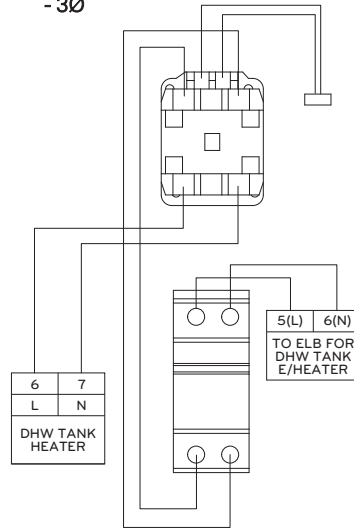 - 3Ø
5(L) 6(N)
TO ELB FOR
DHW TANK
E/HEATER
6 7
L N
DHW TANK
HEATER